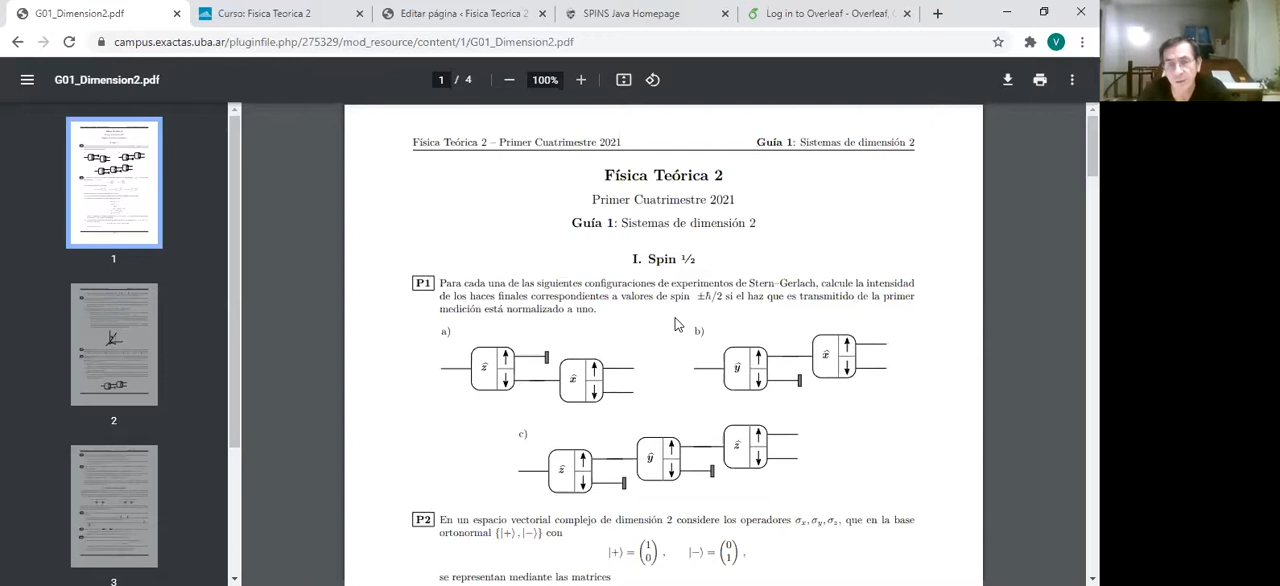 G01_Dimension2.pdf
Curso: Física Teorica 2
Editar página ‹ Física Teorica 2
SPINS Java Homepage
Log in to Overleaf - Overleaf,
campus.exactas.uba.ar/pluginfile.php/275329/mod_resource/content/1/G01_Dimension2.pdf
V
G01_Dimension2.pdf
1 / 4
100%
1
2
3
Física Teórica 2 – Primer Cuatrimestre 2021
Guía 1: Sistemas de dimensión 2
Física Teórica 2
Primer Cuatrimestre 2021
Guía 1: Sistemas de dimensión 2
I. Spin 1/2
P1 Para cada una de las siguientes configuraciones de experimentos de Stern–Gerlach, calcule la intensidad
de los haces finales correspondientes a valores de spin ±ℏ/2 si el haz que es transmitido de la primer
medición está normalizado a uno.
a)
b)
ẑ
x̂
ŷ
x̂
c)
ẑ
ŷ
ẑ
P2 En un espacio vectorial complejo de dimensión 2 considere los operadores σx, σy, σz, que en la base
ortonormal {|+⟩, |−⟩} con
|+⟩ = (1 0), |−⟩ = (0 1),
se representan mediante las matrices